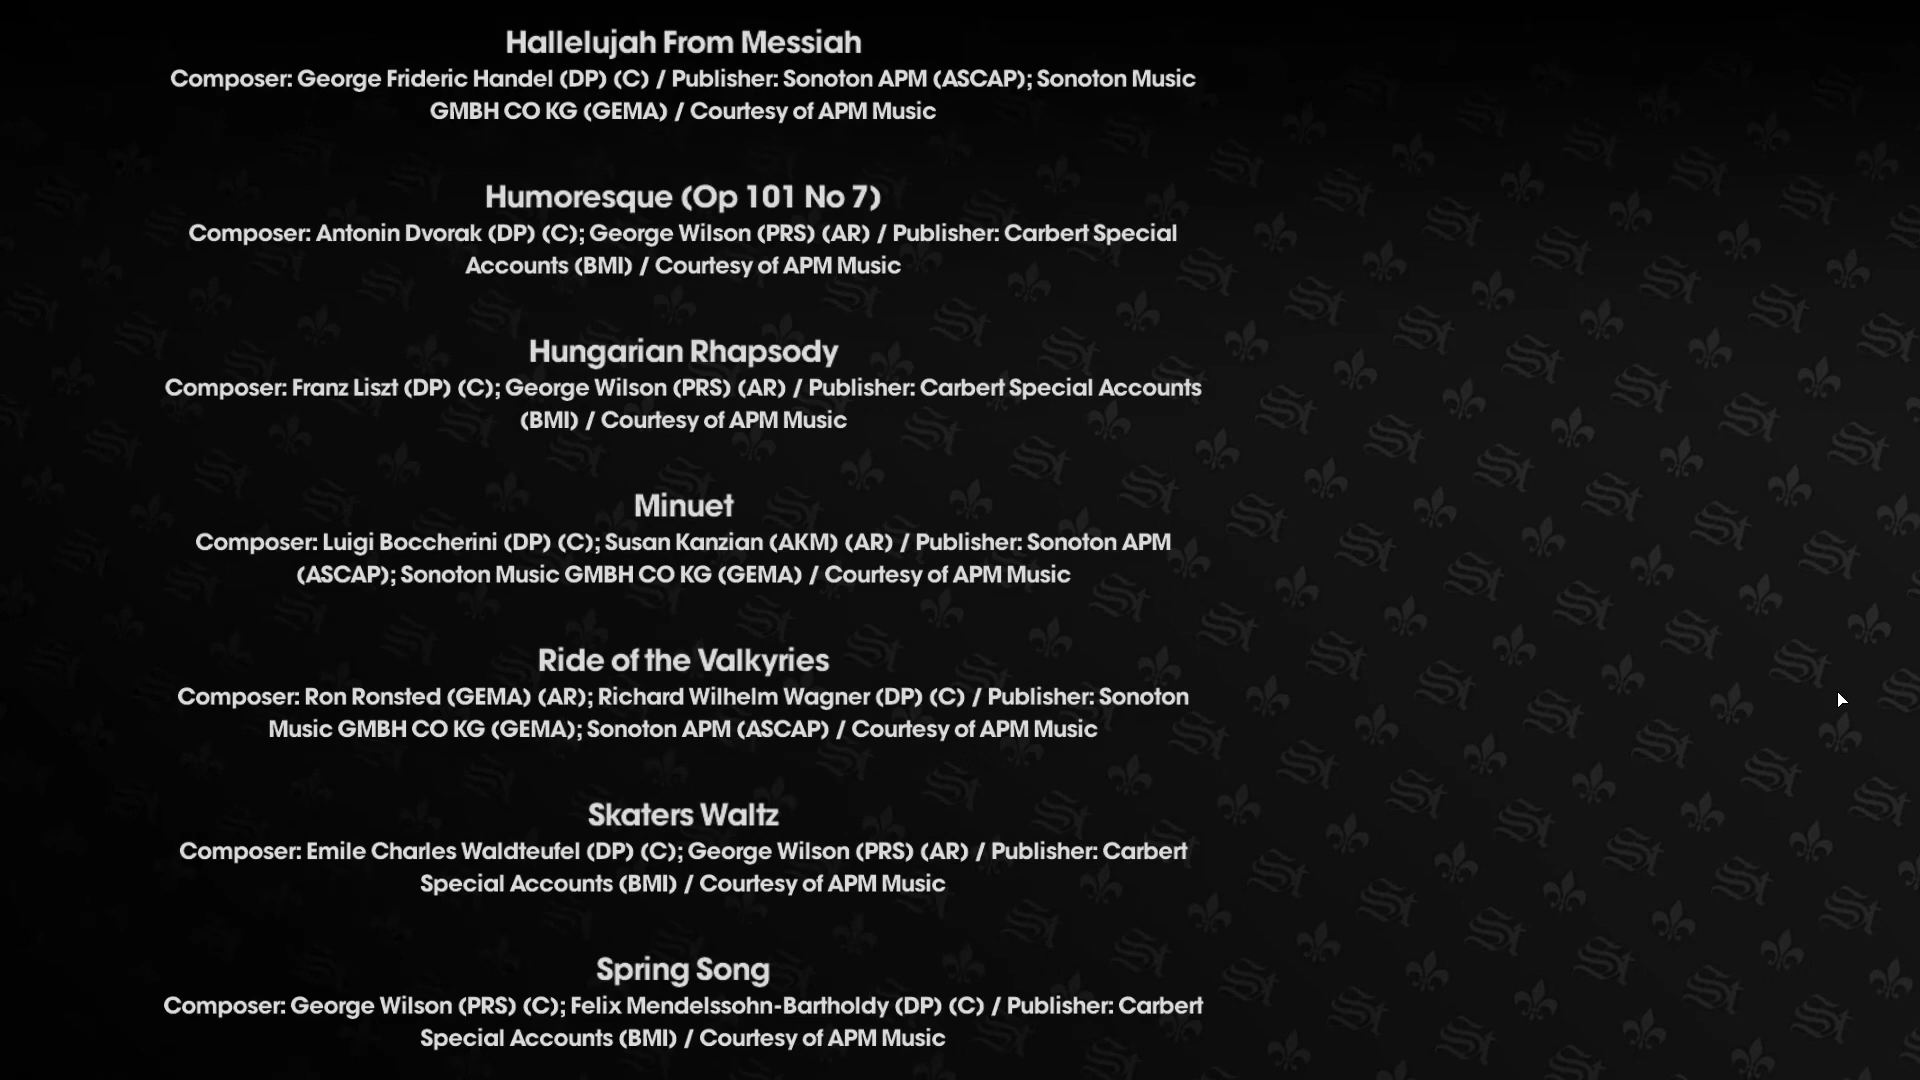 Hallelujah From Messiah
Composer: George Frideric Handel (DP) (C) / Publisher: Sonoton APM (ASCAP); Sonoton Music
GMBH CO KG (GEMA) / Courtesy of APM Music
Humoresque (Op 101 No 7)
Composer: Antonin Dvorak (DP) (C); George Wilson (PRS) (AR) / Publisher: Carbert Special
Accounts (BMI) / Courtesy of APM Music
Hungarian Rhapsody
Composer: Franz Liszt (DP) (C); George Wilson (PRS) (AR) / Publisher: Carbert Special Accounts
(BMI) / Courtesy of APM Music
Minuet
Composer: Luigi Boccherini (DP) (C); Susan Kanzian (AKM) (AR) / Publisher: Sonoton APM
(ASCAP); Sonoton Music GMBH CO KG (GEMA) / Courtesy of APM Music
Ride of the Valkyries
Composer: Ron Ronsted (GEMA) (AR); Richard Wilhelm Wagner (DP) (C) / Publisher: Sonoton
Music GMBH CO KG (GEMA); Sonoton APM (ASCAP) / Courtesy of APM Music
Skaters Waltz
Composer: Emile Charles Waldteufel (DP) (C); George Wilson (PRS) (AR) / Publisher: Carbert
Special Accounts (BMI) / Courtesy of APM Music
Spring Song
Composer: George Wilson (PRS) (C); Felix Mendelssohn-Bartholdy (DP) (C) / Publisher: Carbert
Special Accounts (BMI) / Courtesy of APM Music